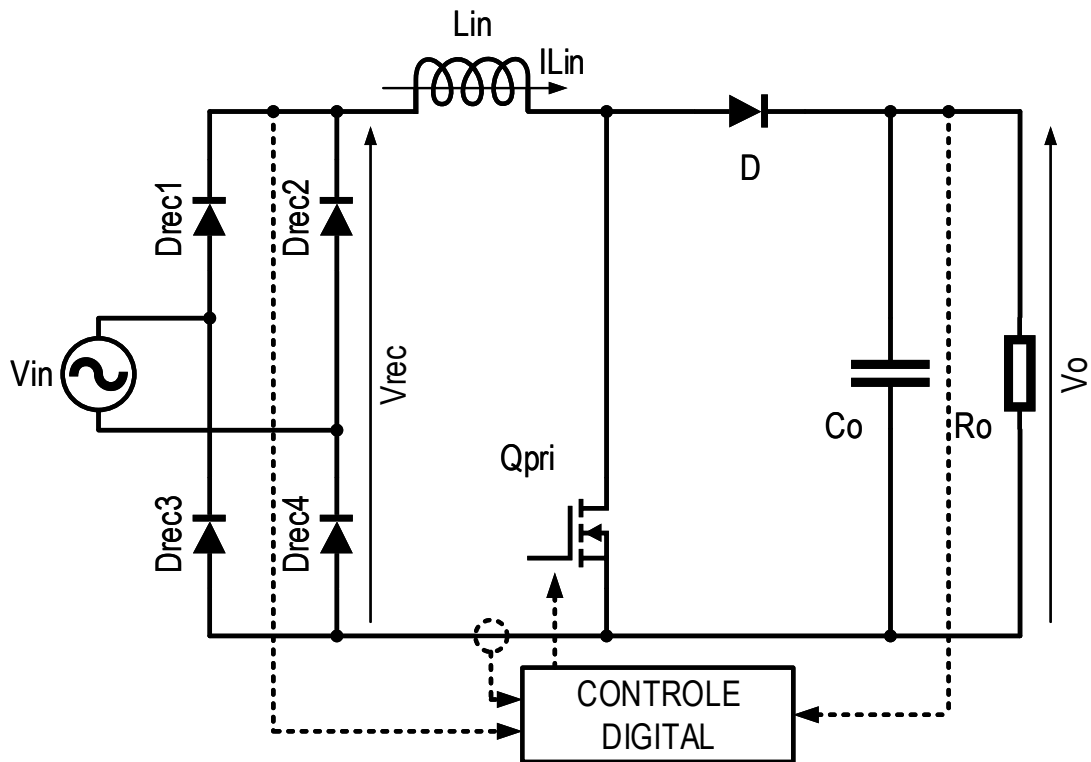 Lin
ILin
D
Drec1
Drec2
Vrec
Vin
Co
Ro
Vo
Qpri
Drec3
Drec4
CONTROLE
DIGITAL